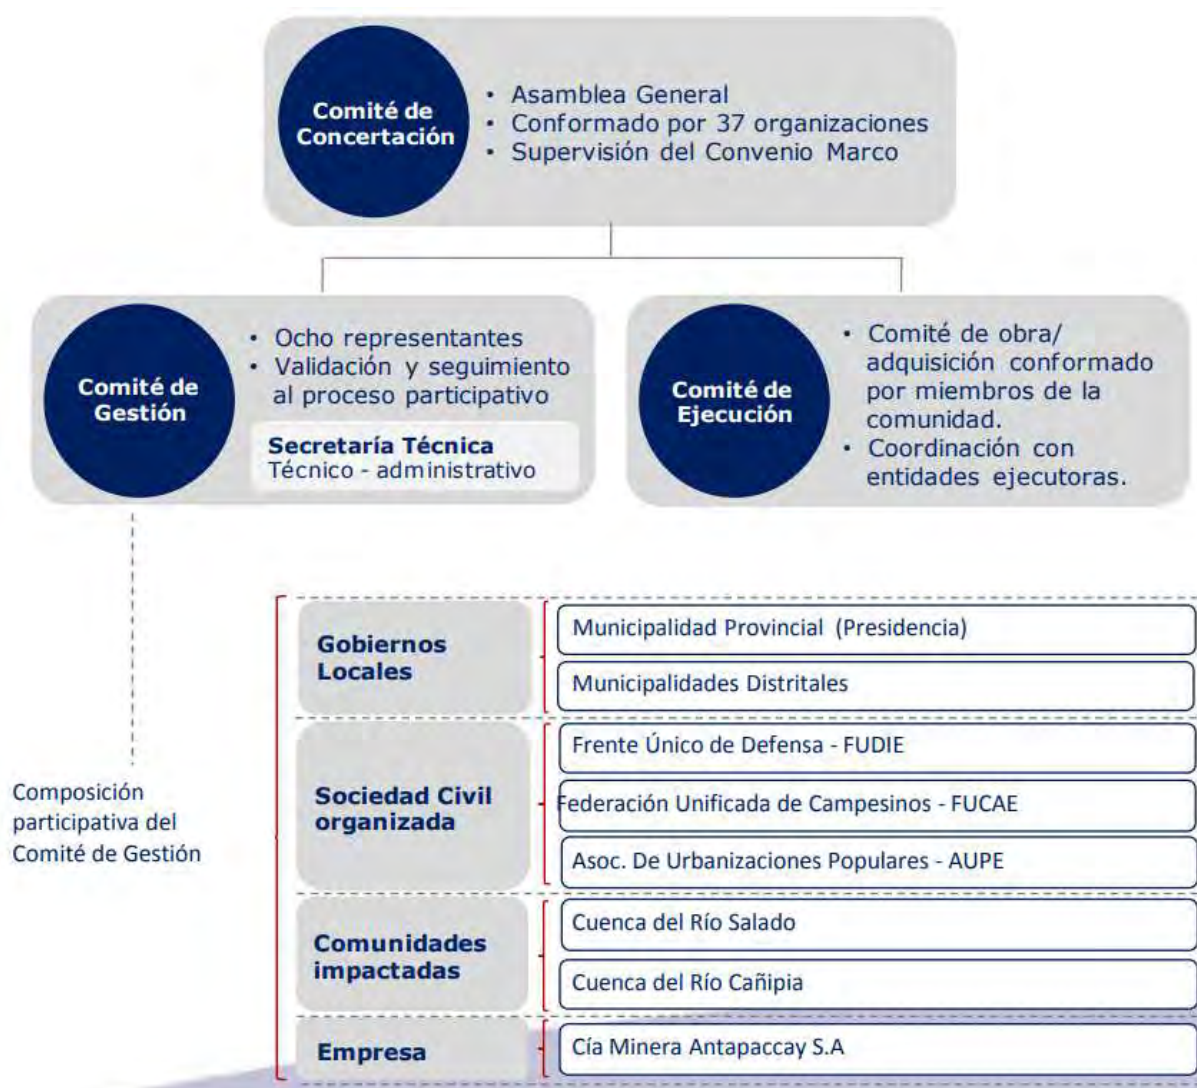 Comité de
Concertación
• Asamblea General
• Conformado por 37 organizaciones
• Supervisión del Convenio Marco
Comité de
Gestión
• Ocho representantes
• Validación y seguimiento
al proceso participativo
Secretaría Técnica
Técnico - administrativo
Comité de
Ejecución
• Comité de obra/
adquisición conformado
por miembros de la
comunidad.
• Coordinación con
entidades ejecutoras.
Composición
participativa del
Comité de Gestión
Gobiernos
Locales
Municipalidad Provincial (Presidencia)
Municipalidades Distritales
Sociedad Civil
organizada
Frente Único de Defensa - FUDIE
Federación Unificada de Campesinos - FUCAE
Asoc. De Urbanizaciones Populares - AUPE
Comunidades
impactadas
Cuenca del Río Salado
Cuenca del Río Cañipia
Empresa
Cía Minera Antapaccay S.A